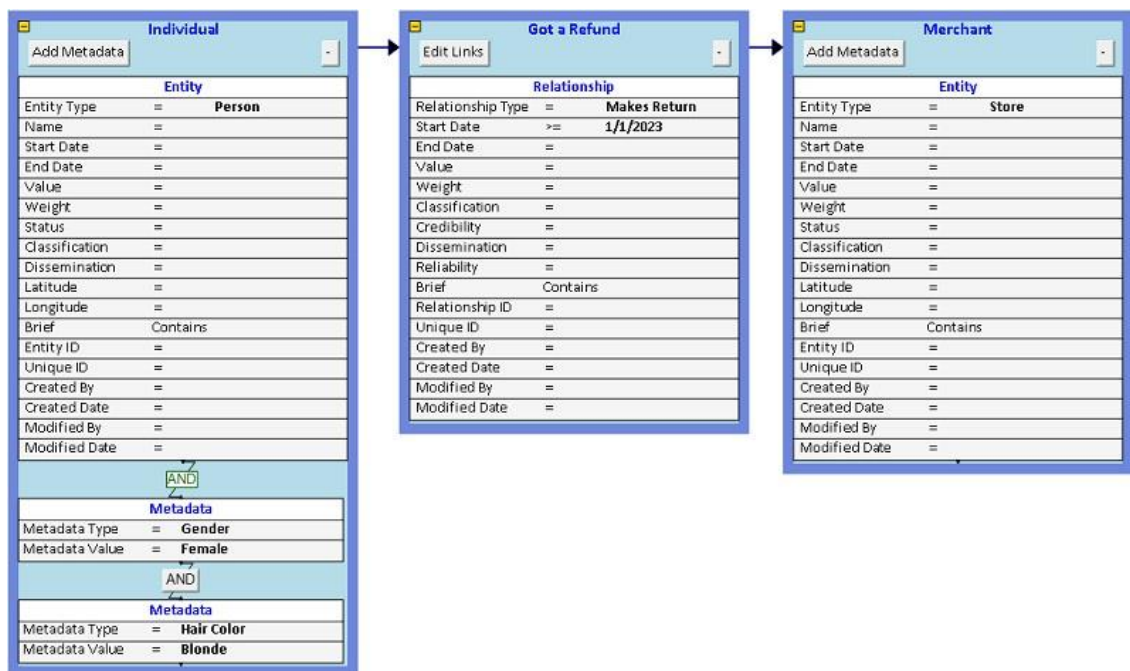 Individual
Add Metadata
-
Entity
Entity Type = Person
Name =
Start Date =
End Date =
Value =
Weight =
Status =
Classification =
Dissemination =
Latitude =
Longitude =
Brief Contains
Entity ID =
Unique ID =
Created By =
Created Date =
Modified By =
Modified Date =
AND
Metadata
Metadata Type = Gender
Metadata Value = Female
AND
Metadata
Metadata Type = Hair Color
Metadata Value = Blonde
Got a Refund
Edit Links
-
Relationship
Relationship Type = Makes Return
Start Date >= 1/1/2023
End Date =
Value =
Weight =
Classification =
Credibility =
Dissemination =
Reliability =
Brief Contains
Relationship ID =
Unique ID =
Created By =
Created Date =
Modified By =
Modified Date =
Merchant
Add Metadata
-
Entity
Entity Type = Store
Name =
Start Date =
End Date =
Value =
Weight =
Status =
Classification =
Dissemination =
Latitude =
Longitude =
Brief Contains
Entity ID =
Unique ID =
Created By =
Created Date =
Modified By =
Modified Date =